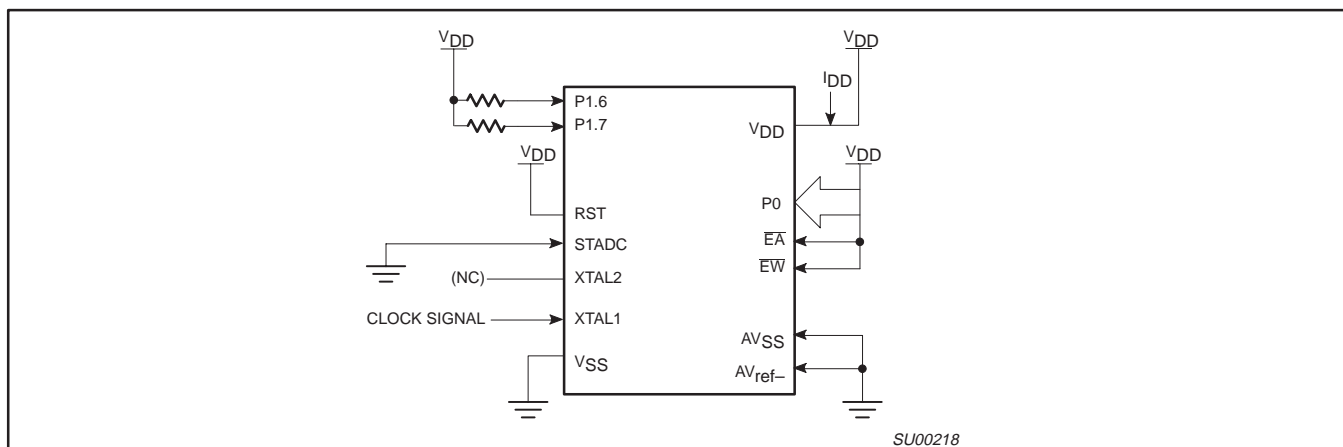 VDD
P1.6
P1.7
VDD
RST
STADC
(NC)
XTAL2
CLOCK SIGNAL
XTAL1
VSS
VDD
IDD
VDD
VDD
P0
EA
EW
AVSS
AVref–
SU00218